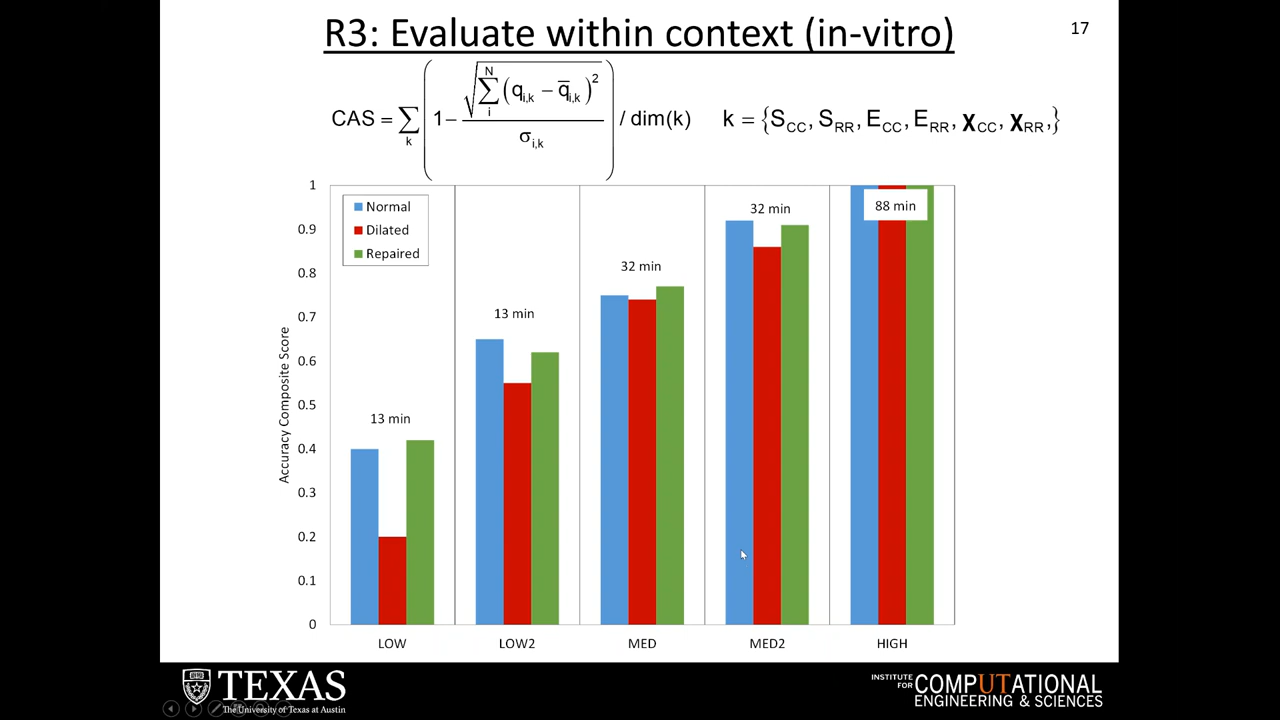 R3: Evaluate within context (in-vitro)
17
CAS = ∑k ( 1 − √(∑i^N (q_i,k − q̅_i,k)²) / σ_i,k ) / dim(k)
k = {S_CC, S_RR, E_CC, E_RR, χ_CC, χ_RR,}
Accuracy Composite Score
1
0.9
0.8
0.7
0.6
0.5
0.4
0.3
0.2
0.1
0
Normal
Dilated
Repaired
13 min
13 min
32 min
32 min
88 min
LOW
LOW2
MED
MED2
HIGH
TEXAS
The University of Texas at Austin
INSTITUTE
FOR
COMPUTATIONAL
ENGINEERING & SCIENCES